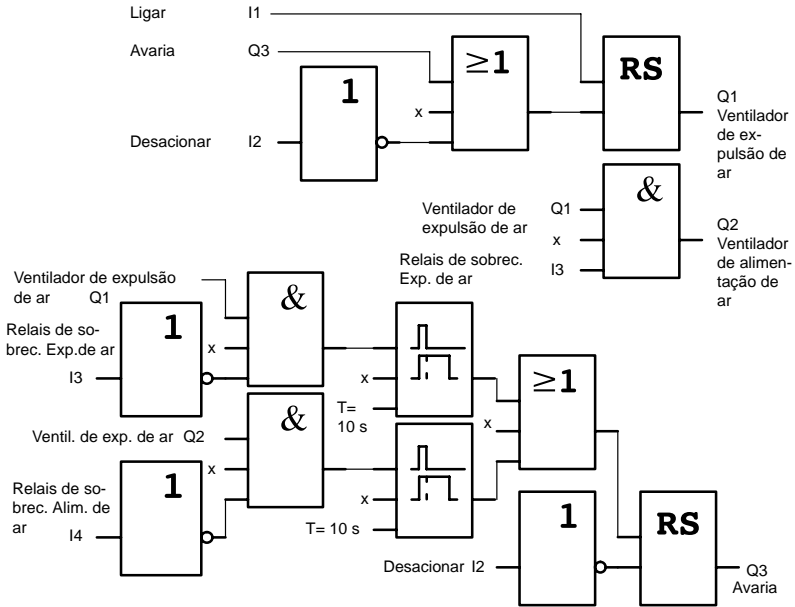 Ligar I1
Avaria Q3
≥1
RS
1
x
Q1
Ventilador
de ex-
pulsão de
ar
Desacionar I2
&
Ventilador de
expulsão de ar
Q1
x
I3
Q2
Ventilador
de alimen-
tação de
ar
Relais de sobrec.
Exp. de ar
Ventilador de expulsão
de ar Q1
&
Relais de so-
brec. Exp.de ar
1
x
I3
x
T=
10 s
≥1
x
Ventil. de exp. de ar Q2
&
x
Relais de so-
brec. Alim. de
ar
1
I4
x
T= 10 s
1
RS
Desacionar I2
Q3
Avaria